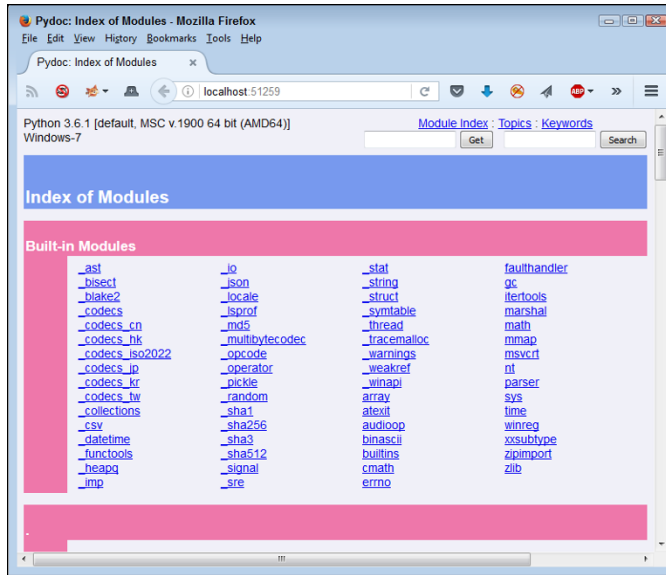 Pydoc: Index of Modules - Mozilla Firefox
File Edit View History Bookmarks Tools Help
Pydoc: Index of Modules ×
localhost:51259
ABP
Python 3.6.1 [default, MSC v.1900 64 bit (AMD64)]
Windows-7
Module Index : Topics : Keywords
Get Search
Index of Modules
Built-in Modules
_ast _io _stat faulthandler
_bisect _json _string gc
_blake2 _locale _struct itertools
_codecs _lsprof _symtable marshal
_codecs_cn _md5 _thread math
_codecs_hk _multibytecodec _tracemalloc mmap
_codecs_iso2022 _opcode _warnings msvcrt
_codecs_jp _operator _weakref nt
_codecs_kr _pickle _winapi parser
_codecs_tw _random array sys
_collections _sha1 atexit time
_csv _sha256 audioop winreg
_datetime _sha3 binascii xxsubtype
_functools _sha512 builtins zipimport
_heapq _signal cmath zlib
_imp _sre errno
.